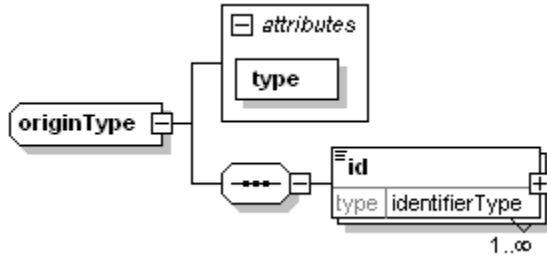 attributes
type
originType
id
type identifierType
1..∞